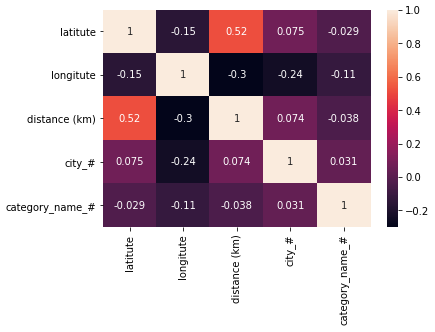 latitute 1 -0.15 0.52 0.075 -0.029
longitute -0.15 1 -0.3 -0.24 -0.11
distance (km) 0.52 -0.3 1 0.074 -0.038
city_# 0.075 -0.24 0.074 1 0.031
category_name_# -0.029 -0.11 -0.038 0.031 1
latitute
longitute
distance (km)
city_#
category_name_#
1.0
0.8
0.6
0.4
0.2
0.0
-0.2